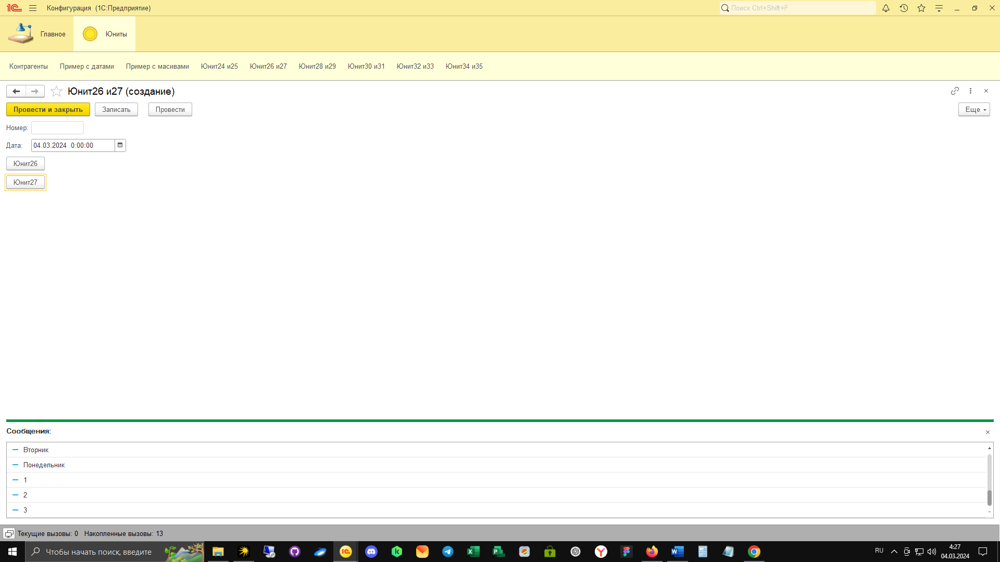 Конфигурация (1С:Предприятие)
Поиск Ctrl+Shift+F
Главное
Юниты
Контрагенты Пример с датами Пример с масивами Юнит24 и25 Юнит26 и27 Юнит28 и29 Юнит30 и31 Юнит32 и33 Юнит34 и35
Юнит26 и27 (создание)
Провести и закрыть Записать Провести Еще
Номер:
Дата: 04.03.2024 0:00:00
Юнит26
Юнит27
Сообщения:
Вторник
Понедельник
1
2
3
Текущие вызовы: 0 Накопленные вызовы: 13
Чтобы начать поиск, введите
RU
4:27
04.03.2024